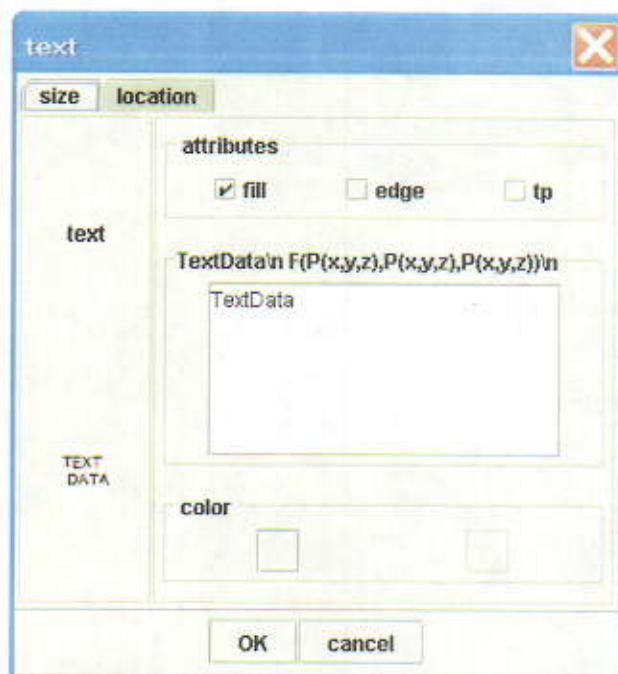 text
size location
attributes
fill edge tp
text
TextData\n F(P(x,y,z),P(x,y,z),P(x,y,z))\n
TextData
TEXT
DATA
color
OK cancel